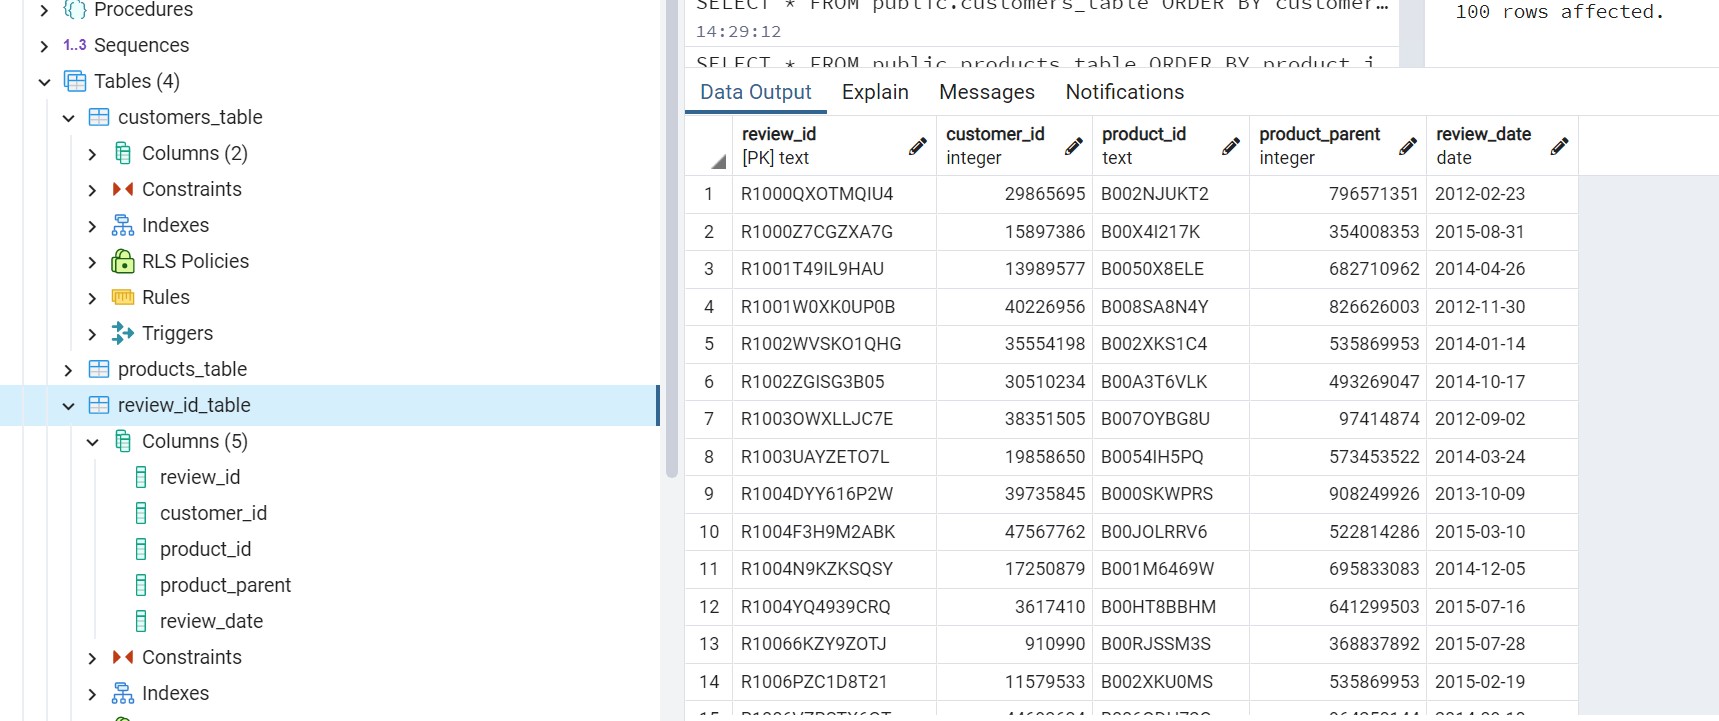 Procedures
1..3 Sequences
Tables (4)
customers_table
Columns (2)
Constraints
Indexes
RLS Policies
Rules
Triggers
products_table
review_id_table
Columns (5)
review_id
customer_id
product_id
product_parent
review_date
Constraints
Indexes
SELECT * FROM public.customers_table ORDER BY customer…
14:29:12
SELECT * FROM public.products_table ORDER BY product_i
100 rows affected.
Data Output Explain Messages Notifications
review_id customer_id product_id product_parent review_date
[PK] text integer text integer date
1 R1000QXOTMQIU4 29865695 B002NJUKT2 796571351 2012-02-23
2 R1000Z7CGZXA7G 15897386 B00X4I217K 354008353 2015-08-31
3 R1001T49IL9HAU 13989577 B0050X8ELE 682710962 2014-04-26
4 R1001W0XK0UP0B 40226956 B008SA8N4Y 826626003 2012-11-30
5 R1002WVSKO1QHG 35554198 B002XKS1C4 535869953 2014-01-14
6 R1002ZGISG3B05 30510234 B00A3T6VLK 493269047 2014-10-17
7 R1003OWXLLJC7E 38351505 B007OYBG8U 97414874 2012-09-02
8 R1003UAYZETO7L 19858650 B0054IH5PQ 573453522 2014-03-24
9 R1004DYY616P2W 39735845 B000SKWPRS 908249926 2013-10-09
10 R1004F3H9M2ABK 47567762 B00JOLRRV6 522814286 2015-03-10
11 R1004N9KZKSQSY 17250879 B001M6469W 695833083 2014-12-05
12 R1004YQ4939CRQ 3617410 B00HT8BBHM 641299503 2015-07-16
13 R10066KZY9ZOTJ 910990 B00RJSSM3S 368837892 2015-07-28
14 R1006PZC1D8T21 11579533 B002XKU0MS 535869953 2015-02-19